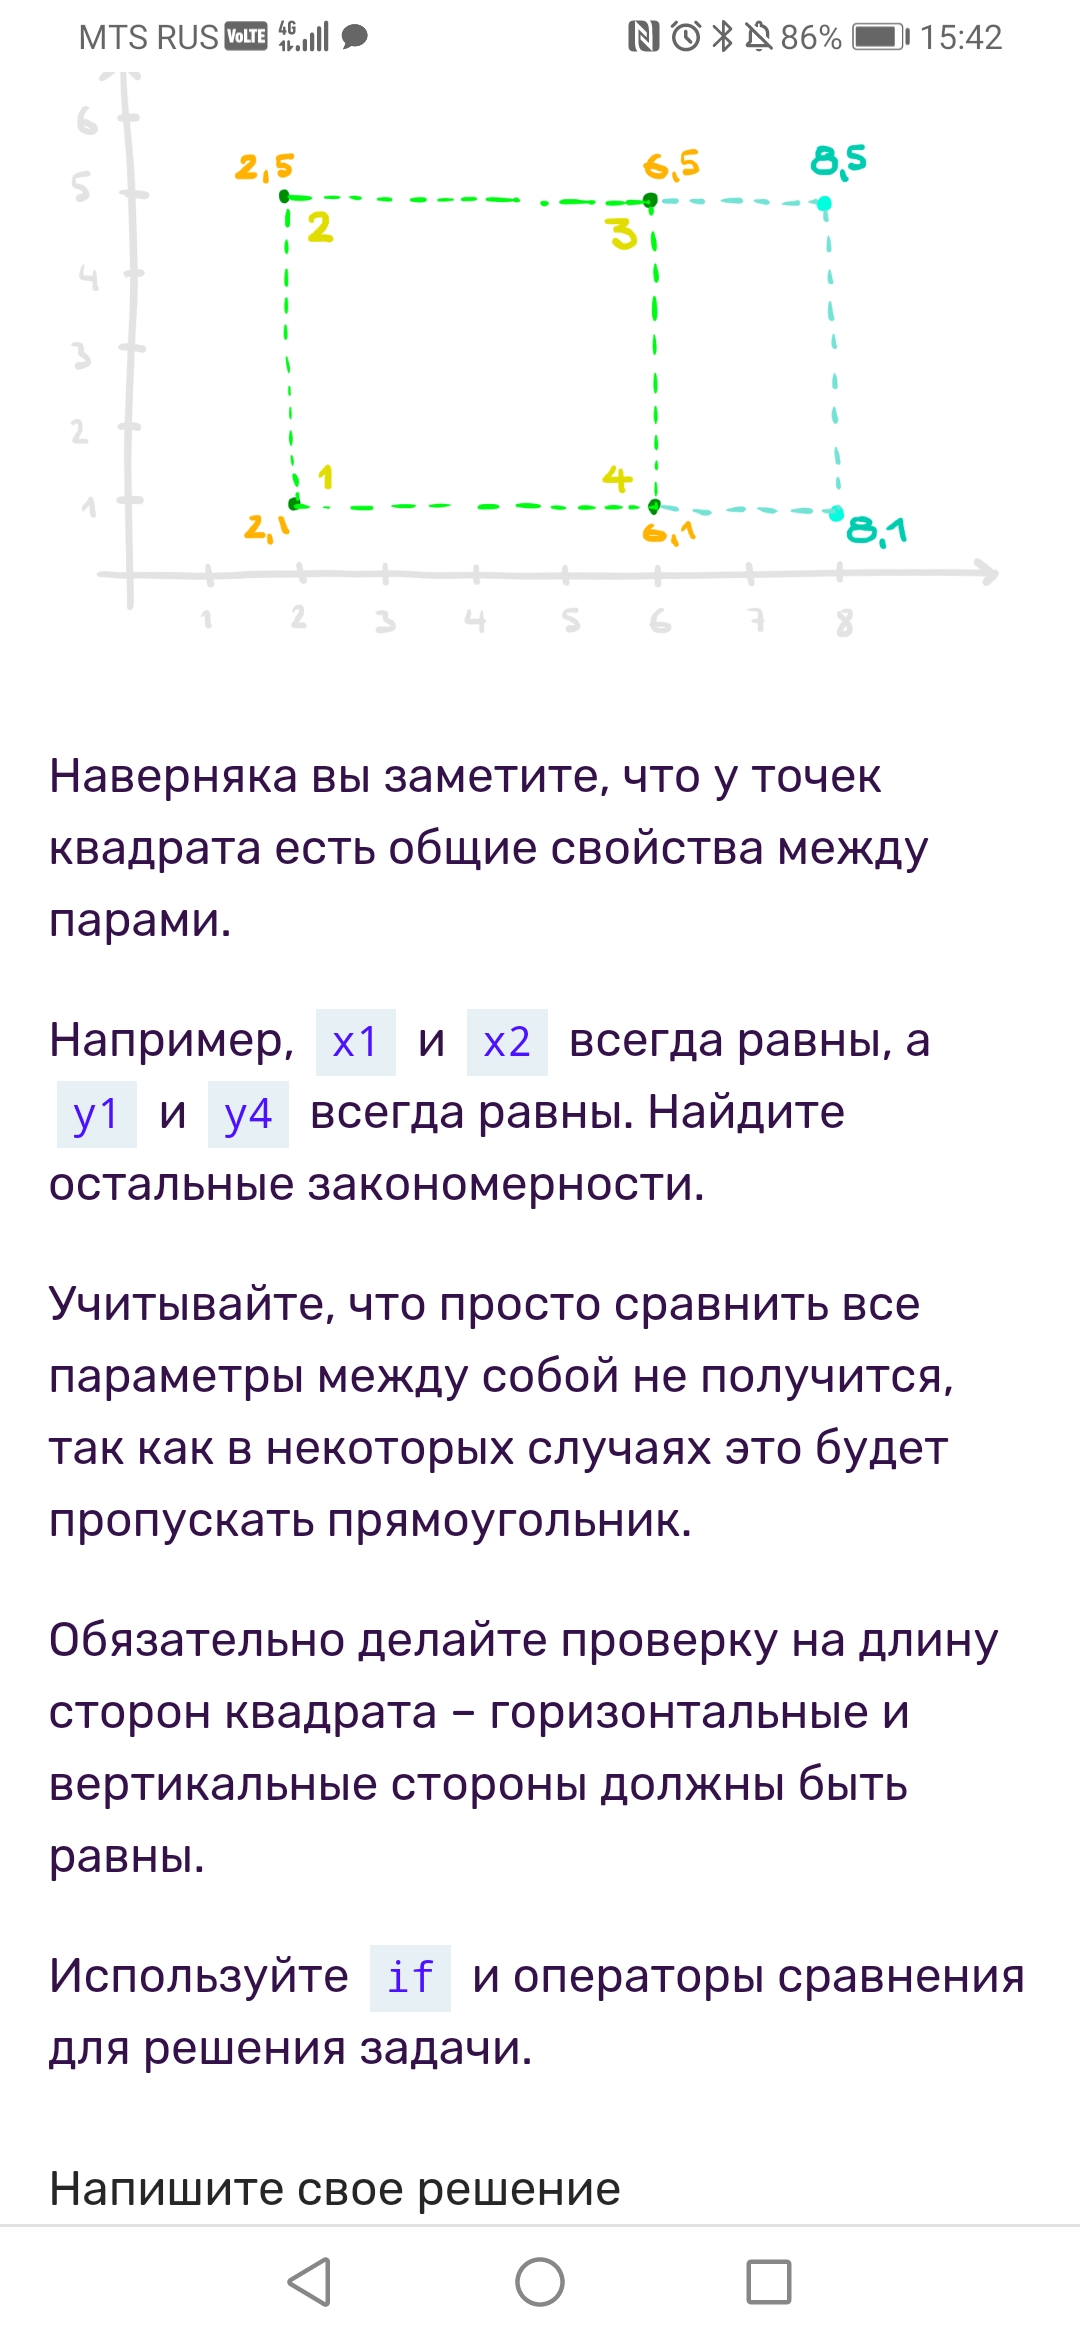 MTS RUS VoLTE 4G 86% 15:42
6
2,5 6,5 8,5
5
2 3
4
3
2
1 4
1
2,1 6,1 8,1
1 2 3 4 5 6 7 8
Наверняка вы заметите, что у точек
квадрата есть общие свойства между
парами.
Например, x1 и x2 всегда равны, а
y1 и y4 всегда равны. Найдите
остальные закономерности.
Учитывайте, что просто сравнить все
параметры между собой не получится,
так как в некоторых случаях это будет
пропускать прямоугольник.
Обязательно делайте проверку на длину
сторон квадрата – горизонтальные и
вертикальные стороны должны быть
равны.
Используйте if и операторы сравнения
для решения задачи.
Напишите свое решение